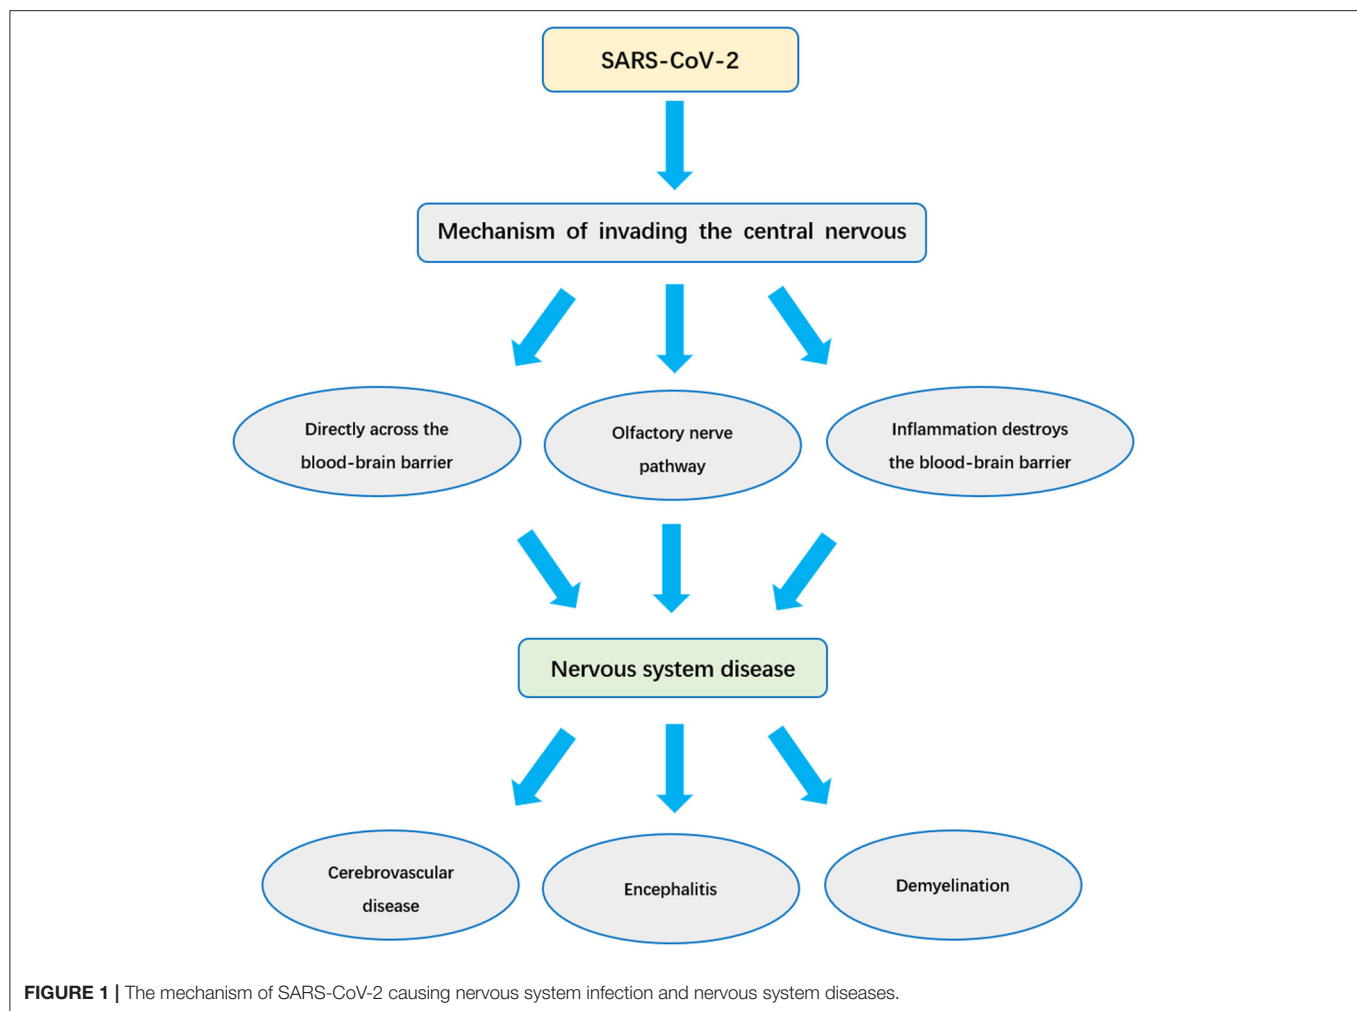 SARS-CoV-2
Mechanism of invading the central nervous
Directly across the
blood-brain barrier
Olfactory nerve
pathway
Inflammation destroys
the blood-brain barrier
Nervous system disease
Cerebrovascular
disease
Encephalitis
Demyelination
FIGURE 1 | The mechanism of SARS-CoV-2 causing nervous system infection and nervous system diseases.